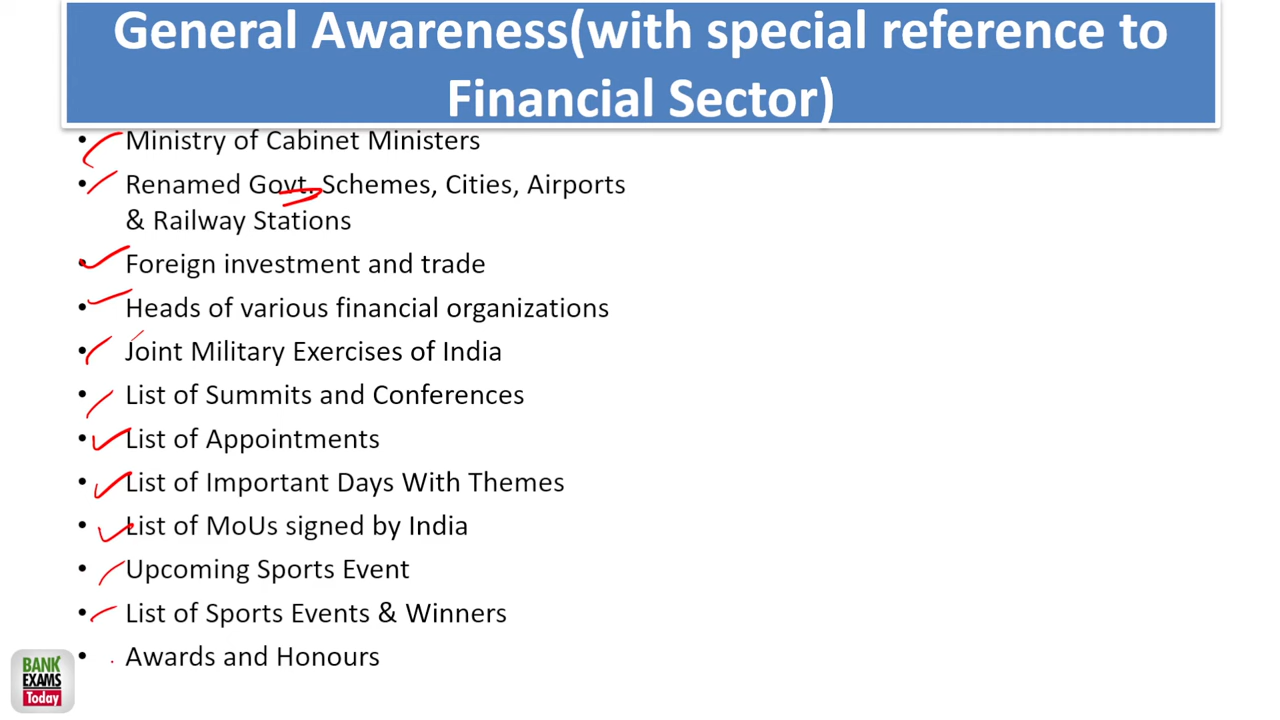 General Awareness(with special reference to
Financial Sector)
• Ministry of Cabinet Ministers
• Renamed Govt. Schemes, Cities, Airports
& Railway Stations
• Foreign investment and trade
• Heads of various financial organizations
• Joint Military Exercises of India
• List of Summits and Conferences
• List of Appointments
• List of Important Days With Themes
• List of MoUs signed by India
• Upcoming Sports Event
• List of Sports Events & Winners
• Awards and Honours
BANK
EXAMS
Today